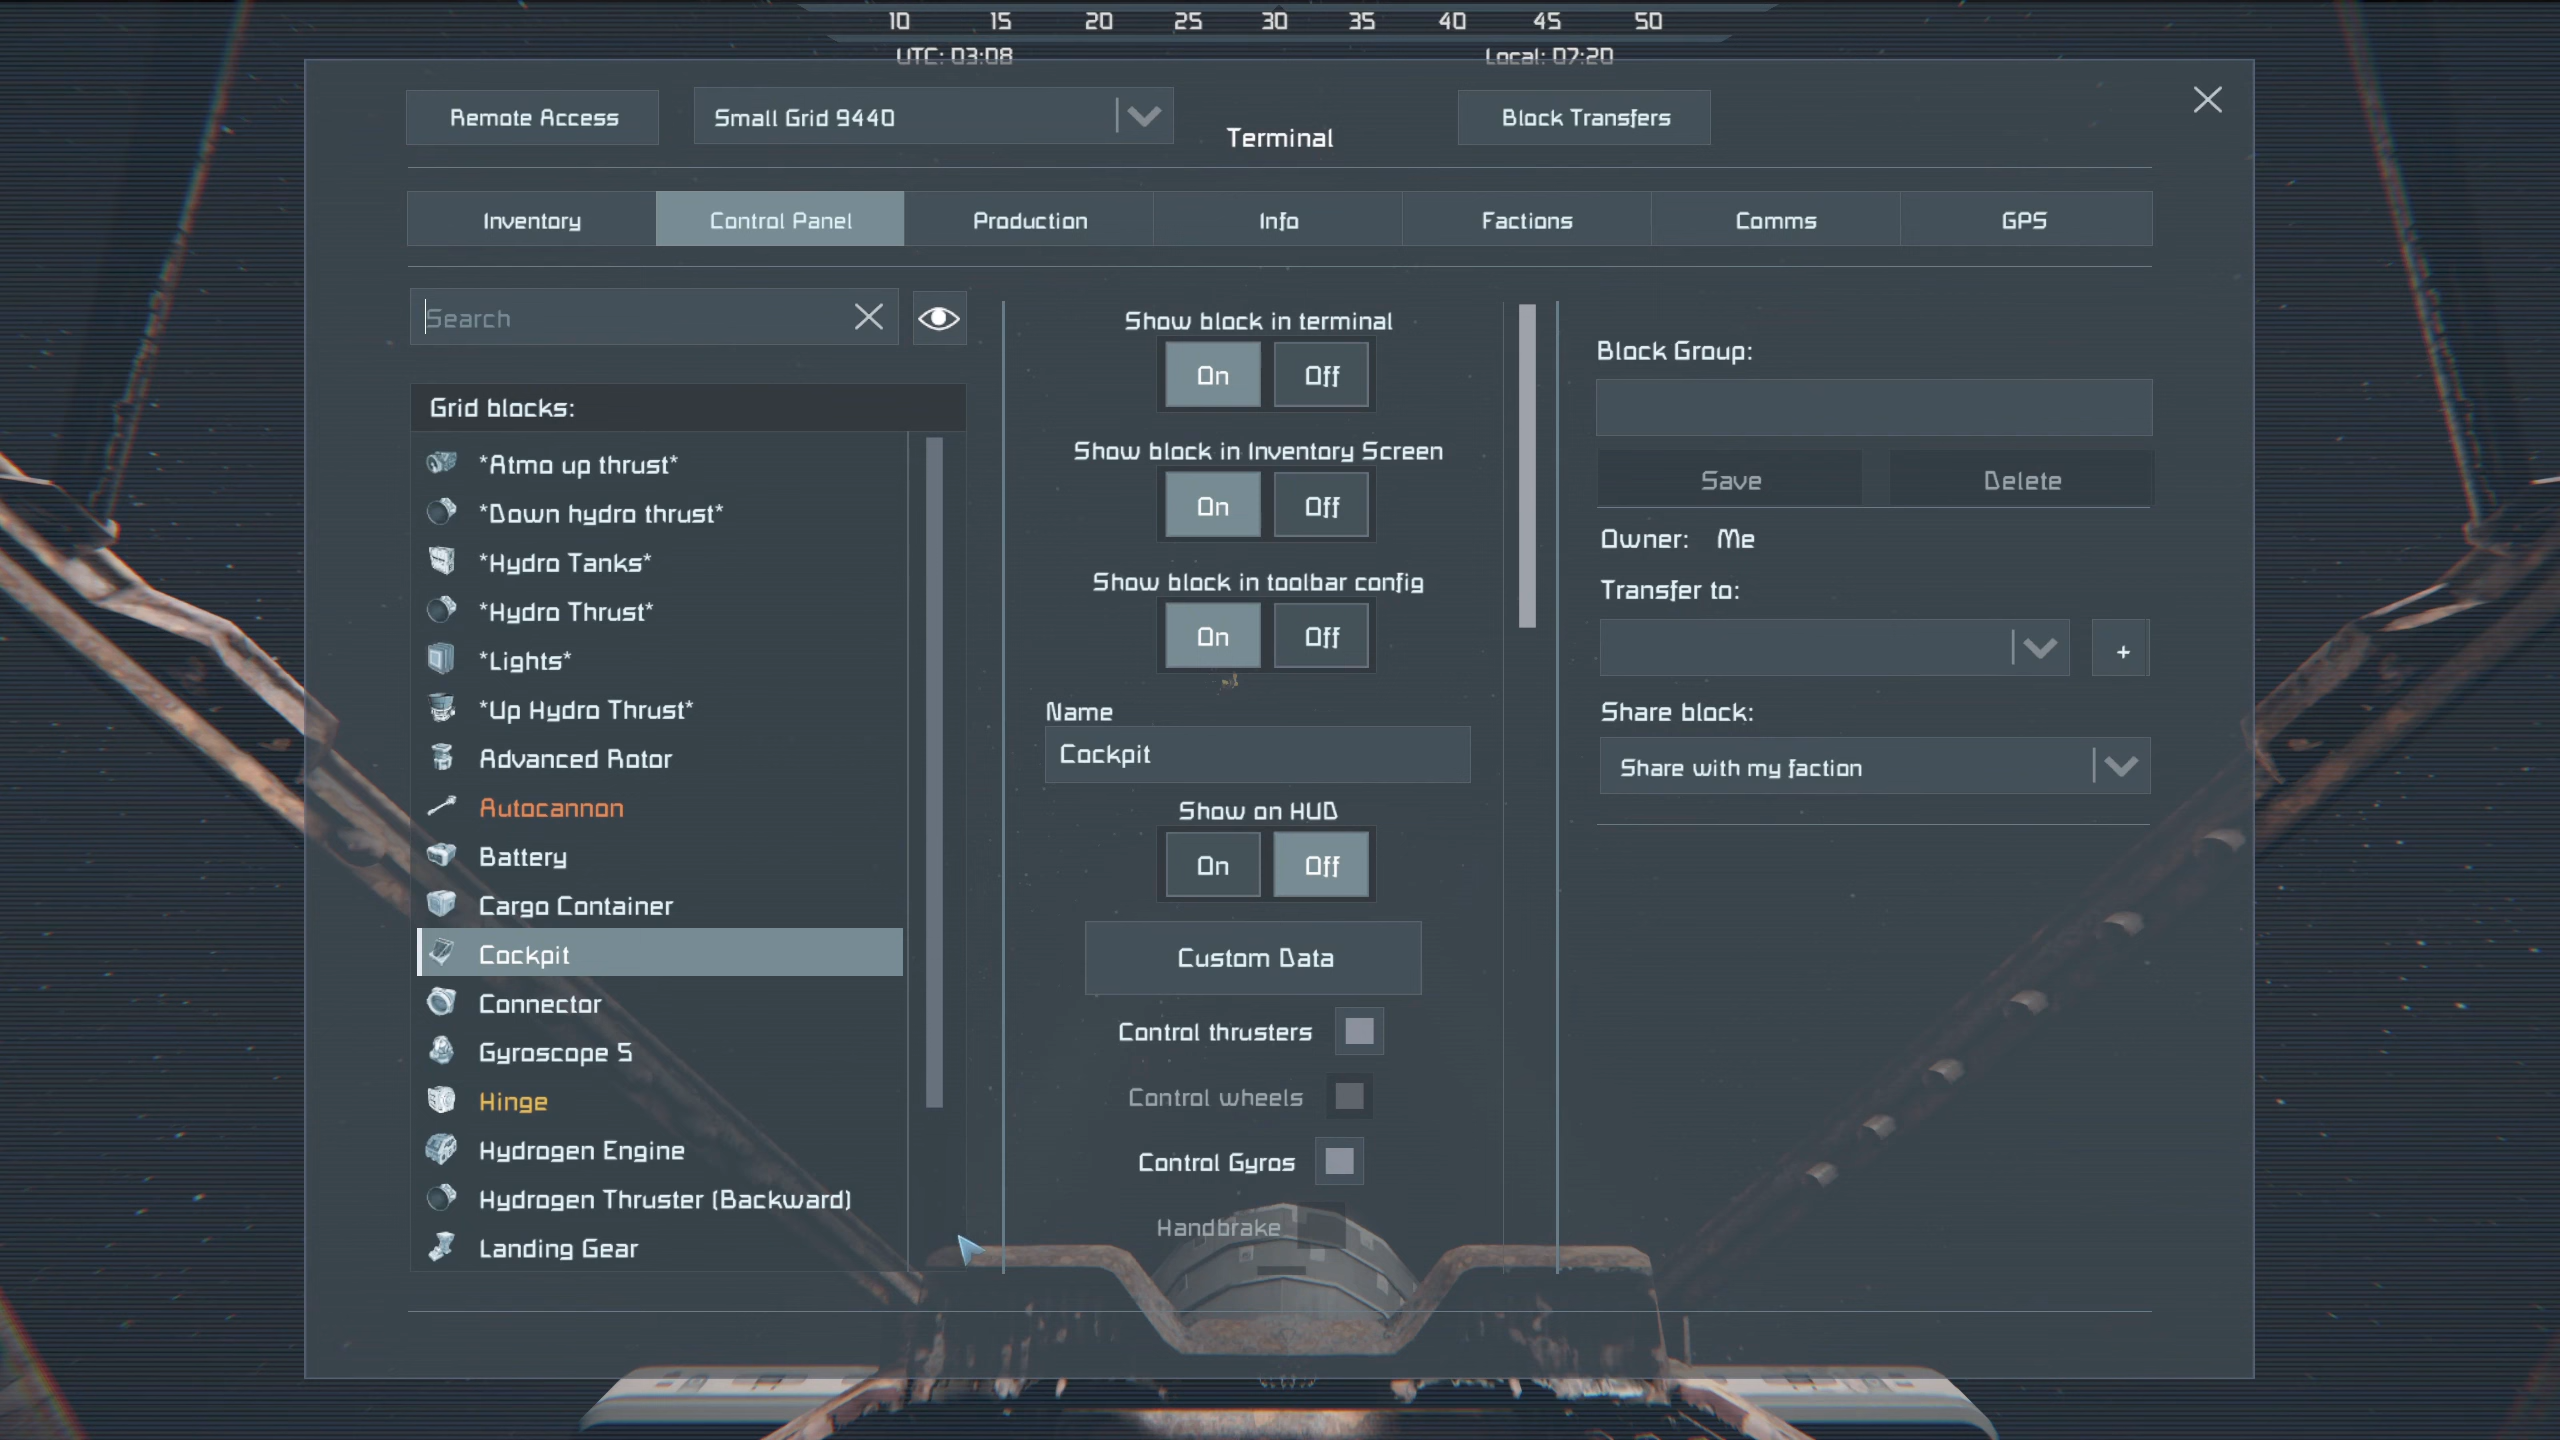 10 15 20 25 30 35 40 45 50
UTC: 03:08 Local: 07:20
Remote Access Small Grid 9440 Terminal Block Transfers
Inventory Control Panel Production Info Factions Comms GPS
Search
Grid blocks:
*Atmo up thrust*
*Down hydro thrust*
*Hydro Tanks*
*Hydro Thrust*
*Lights*
*Up Hydro Thrust*
Advanced Rotor
Autocannon
Battery
Cargo Container
Cockpit
Connector
Gyroscope 5
Hinge
Hydrogen Engine
Hydrogen Thruster (Backward)
Landing Gear
Show block in terminal
On Off
Show block in Inventory Screen
On Off
Show block in toolbar config
On Off
Name
Cockpit
Show on HUD
On Off
Custom Data
Control thrusters
Control wheels
Control Gyros
Handbrake
Block Group:
Save Delete
Owner: Me
Transfer to:
+
Share block:
Share with my faction